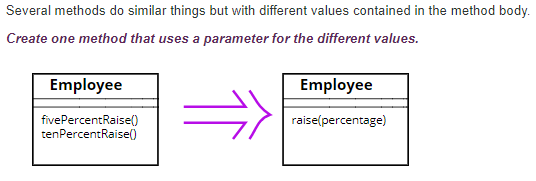 Several methods do similar things but with different values contained in the method body.
Create one method that uses a parameter for the different values.
Employee
fivePercentRaise()
tenPercentRaise()
Employee
raise(percentage)